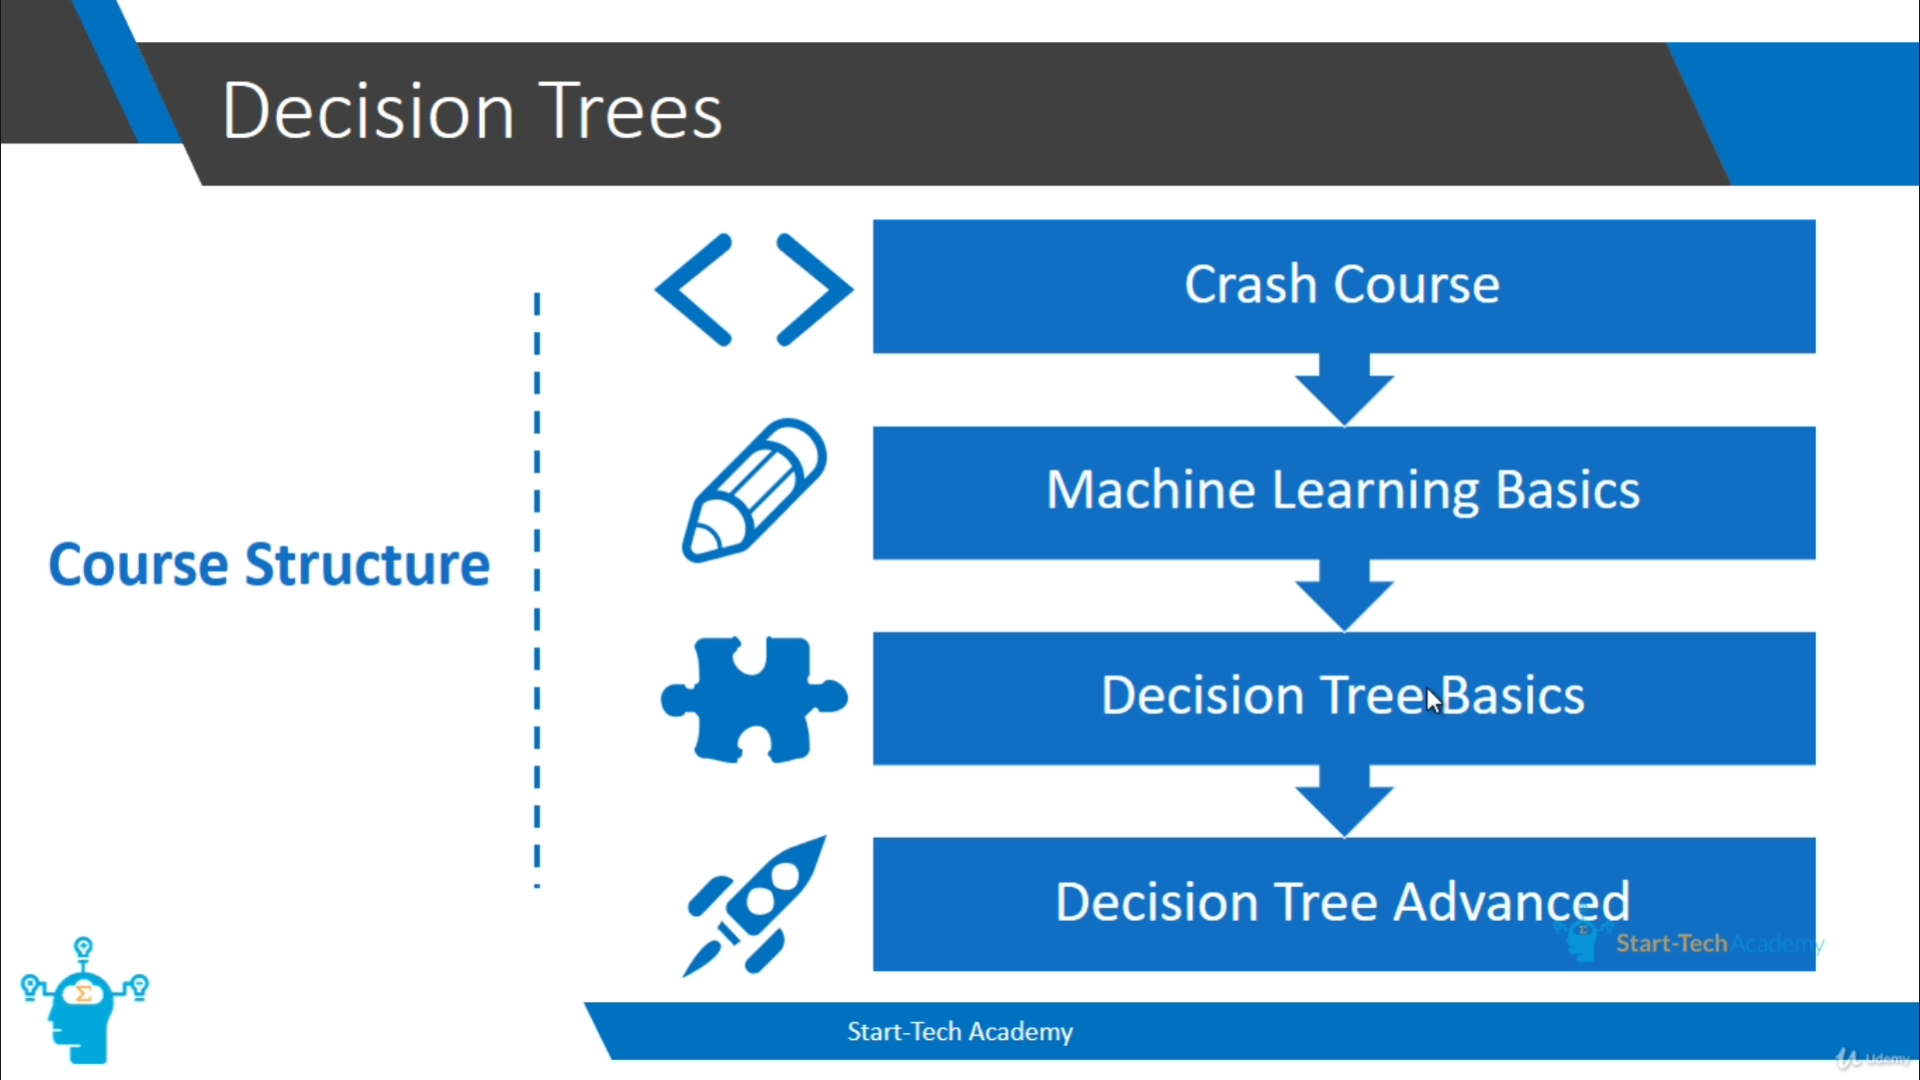 Decision Trees
Course Structure
Crash Course
Machine Learning Basics
Decision Tree Basics
Decision Tree Advanced
Start-Tech Academy
Start-Tech Academy
Udemy